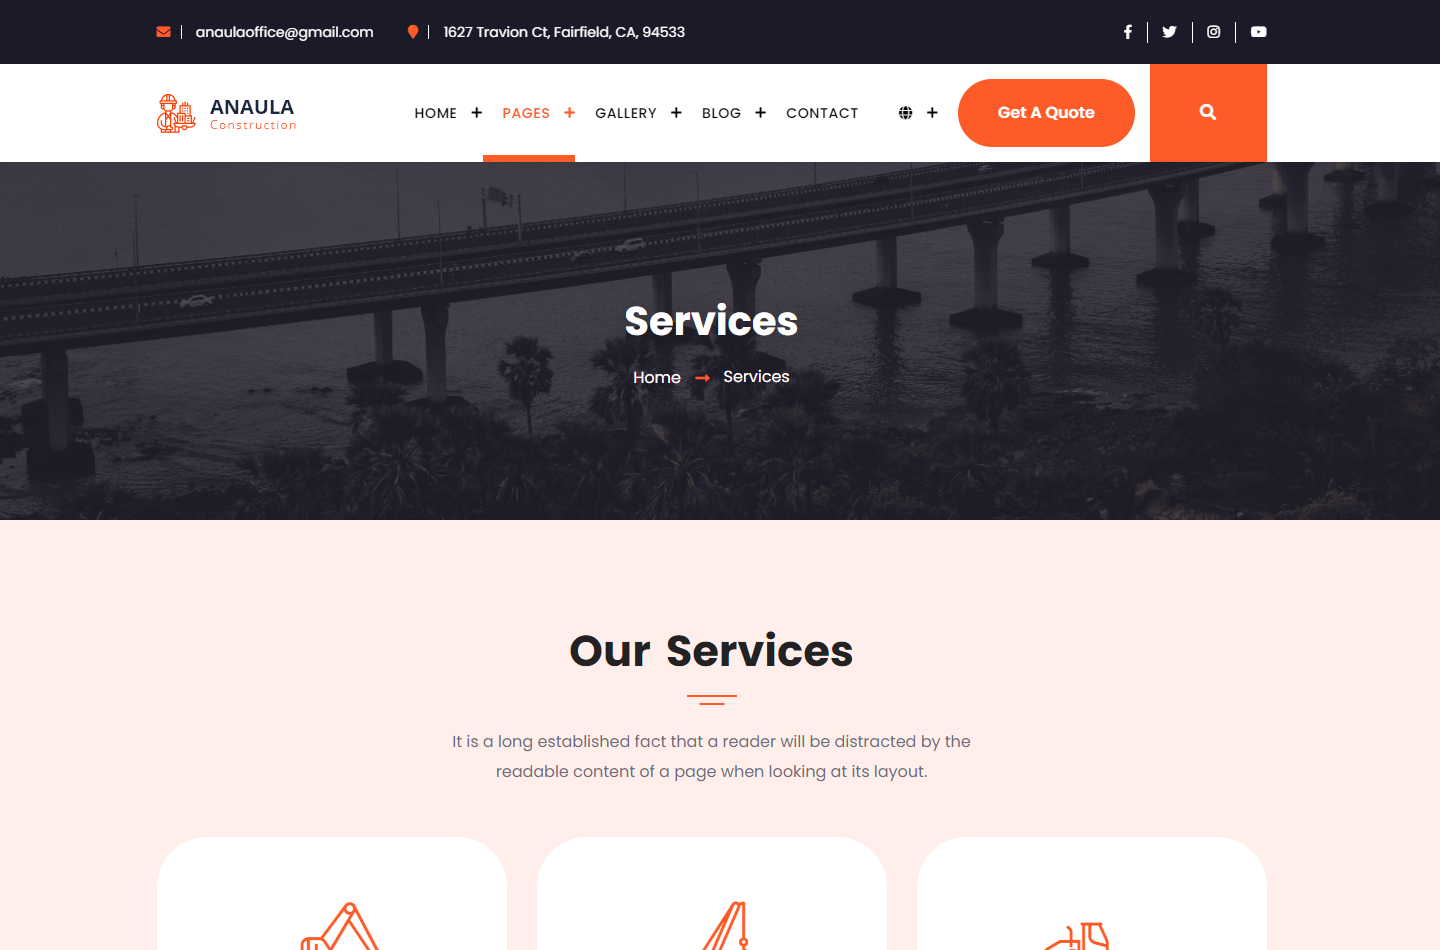 anaulaoffice@gmail.com
1627 Travion Ct, Fairfield, CA, 94533
ANAULA
Construction
HOME
PAGES
GALLERY
BLOG
CONTACT
Get A Quote
Services
Home
Services
Our Services
It is a long established fact that a reader will be distracted by the
readable content of a page when looking at its layout.